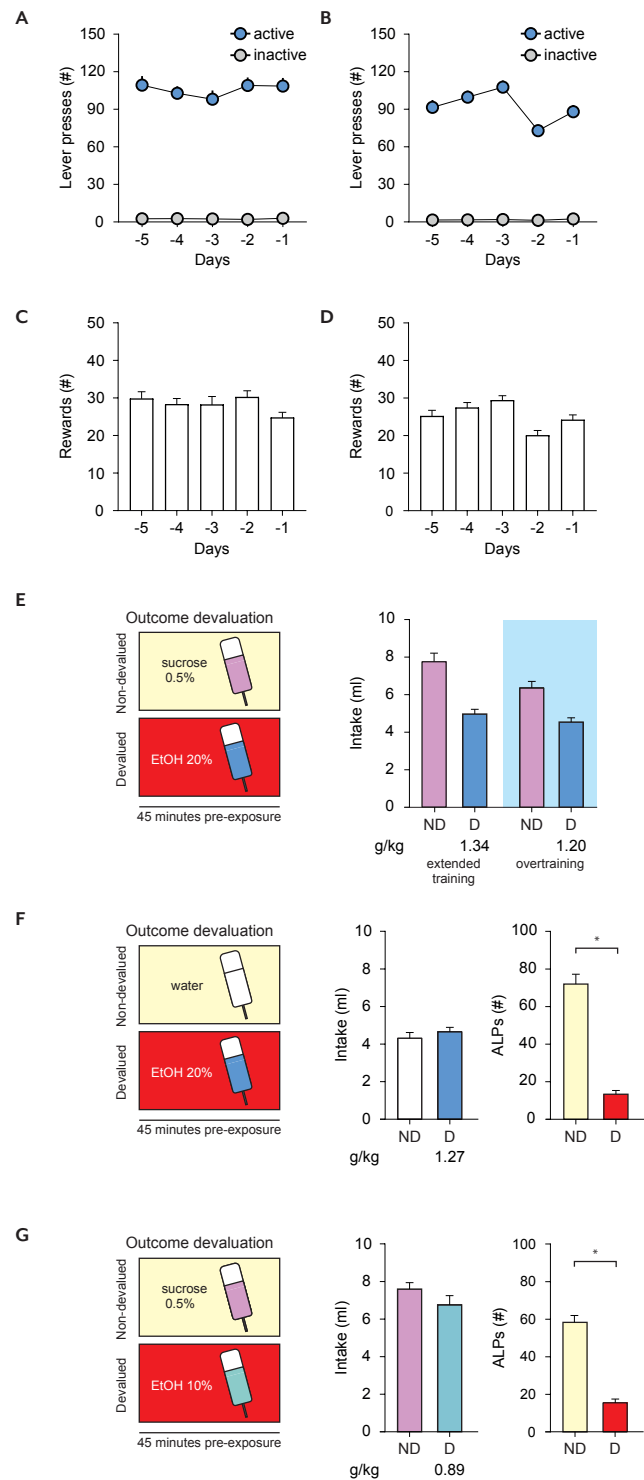 A
active
inactive
Lever presses (#)
150
120
90
60
30
0
-5 -4 -3 -2 -1
Days
B
active
inactive
Lever presses (#)
150
120
90
60
30
0
-5 -4 -3 -2 -1
Days
C
Rewards (#)
50
40
30
20
10
0
-5 -4 -3 -2 -1
Days
D
Rewards (#)
50
40
30
20
10
0
-5 -4 -3 -2 -1
Days
E
Outcome devaluation
Non-devalued
sucrose
0.5%
Devalued
EtOH 20%
45 minutes pre-exposure
Intake (ml)
10
8
6
4
2
0
ND D ND D
g/kg 1.34 1.20
extended
training
overtraining
F
Outcome devaluation
Non-devalued
water
Devalued
EtOH 20%
45 minutes pre-exposure
Intake (ml)
10
8
6
4
2
0
ND D
g/kg 1.27
ALPs (#)
100
80
60
40
20
0
*
ND D
G
Outcome devaluation
Non-devalued
sucrose
0.5%
Devalued
EtOH 10%
45 minutes pre-exposure
Intake (ml)
10
8
6
4
2
0
ND D
g/kg 0.89
ALPs (#)
100
80
60
40
20
0
*
ND D